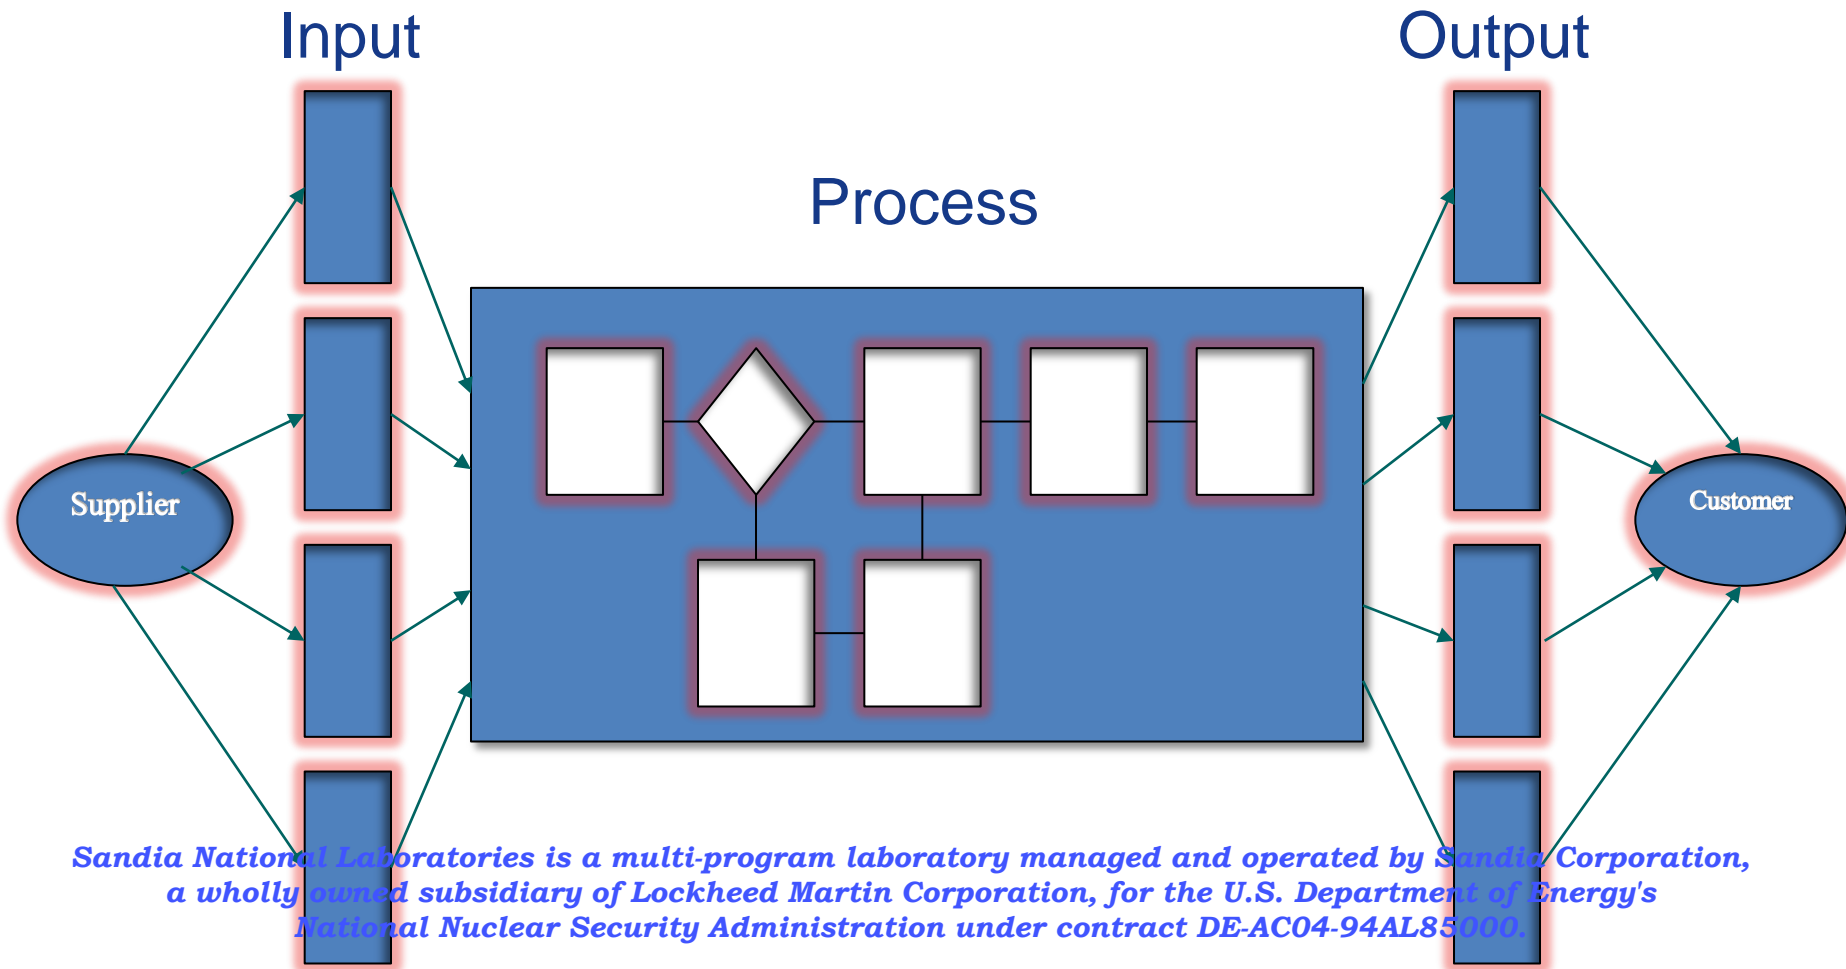 Input
Output
Process
Supplier
Customer
Sandia National Laboratories is a multi-program laboratory managed and operated by Sandia Corporation,
a wholly owned subsidiary of Lockheed Martin Corporation, for the U.S. Department of Energy's
National Nuclear Security Administration under contract DE-AC04-94AL85000.